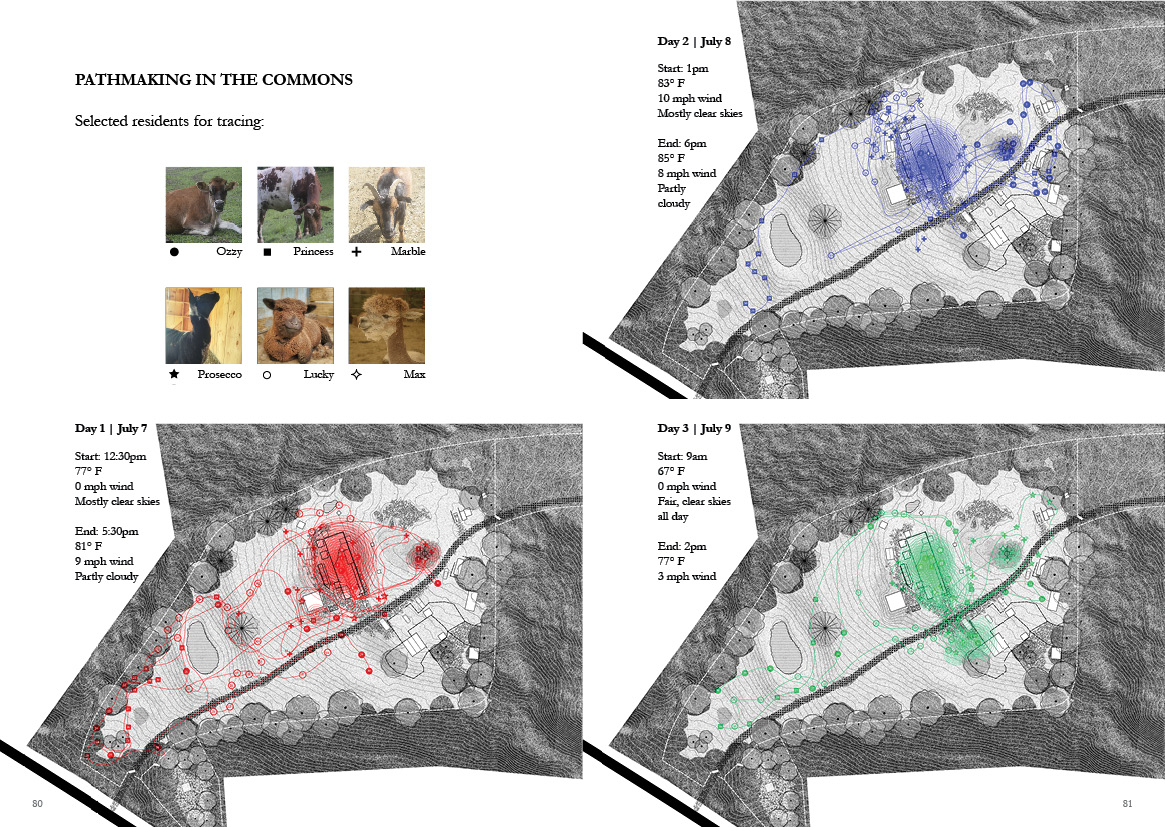 PATHMAKING IN THE COMMONS
Selected residents for tracing:
Ozzy
Princess
Marble
Prosecco
Lucky
Max
Day 1 | July 7
Start: 12:30pm
77° F
0 mph wind
Mostly clear skies
End: 5:30pm
81° F
9 mph wind
Partly cloudy
80
Day 2 | July 8
Start: 1pm
83° F
10 mph wind
Mostly clear skies
End: 6pm
85° F
8 mph wind
Partly
cloudy
Day 3 | July 9
Start: 9am
67° F
0 mph wind
Fair, clear skies
all day
End: 2pm
77° F
3 mph wind
81